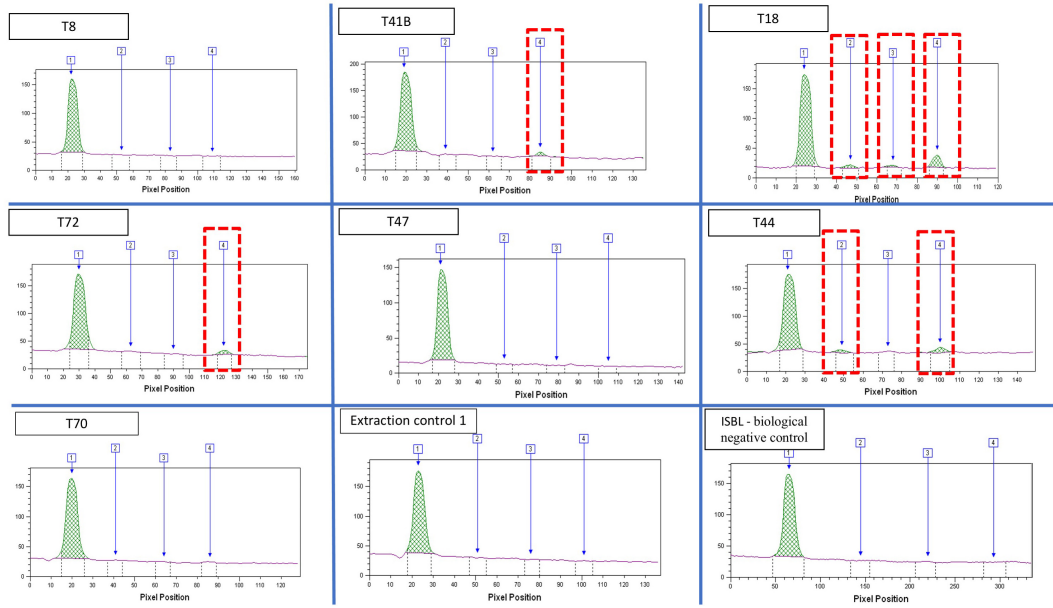 T8
1
2
3
4
150
100
50
0
0 10 20 30 40 50 60 70 80 90 100 110 120 130 140 150 160
Pixel Position
T41B
1
2
3
4
200
150
100
50
0
0 10 20 30 40 50 60 70 80 90 100 110 120 130
Pixel Position
T18
1
2
3
4
150
100
50
0
0 10 20 30 40 50 60 70 80 90 100 110 120
Pixel Position
T72
1
2
3
4
150
100
50
0
0 10 20 30 40 50 60 70 80 90 100 110 120 130 140 150 160 170
Pixel Position
T47
1
2
3
4
150
100
50
0
0 10 20 30 40 50 60 70 80 90 100 110 120 130 140
Pixel Position
T44
1
2
3
4
150
100
50
0
0 10 20 30 40 50 60 70 80 90 100 110 120 130 140
Pixel Position
T70
1
2
3
4
150
100
50
0
0 10 20 30 40 50 60 70 80 90 100 110 120
Pixel Position
Extraction control 1
1
2
3
4
150
100
50
0
0 10 20 30 40 50 60 70 80 90 100 110 120 130
Pixel Position
ISBL - biological
negative control
1
2
3
4
150
100
50
0
0 50 100 150 200 250 300
Pixel Position